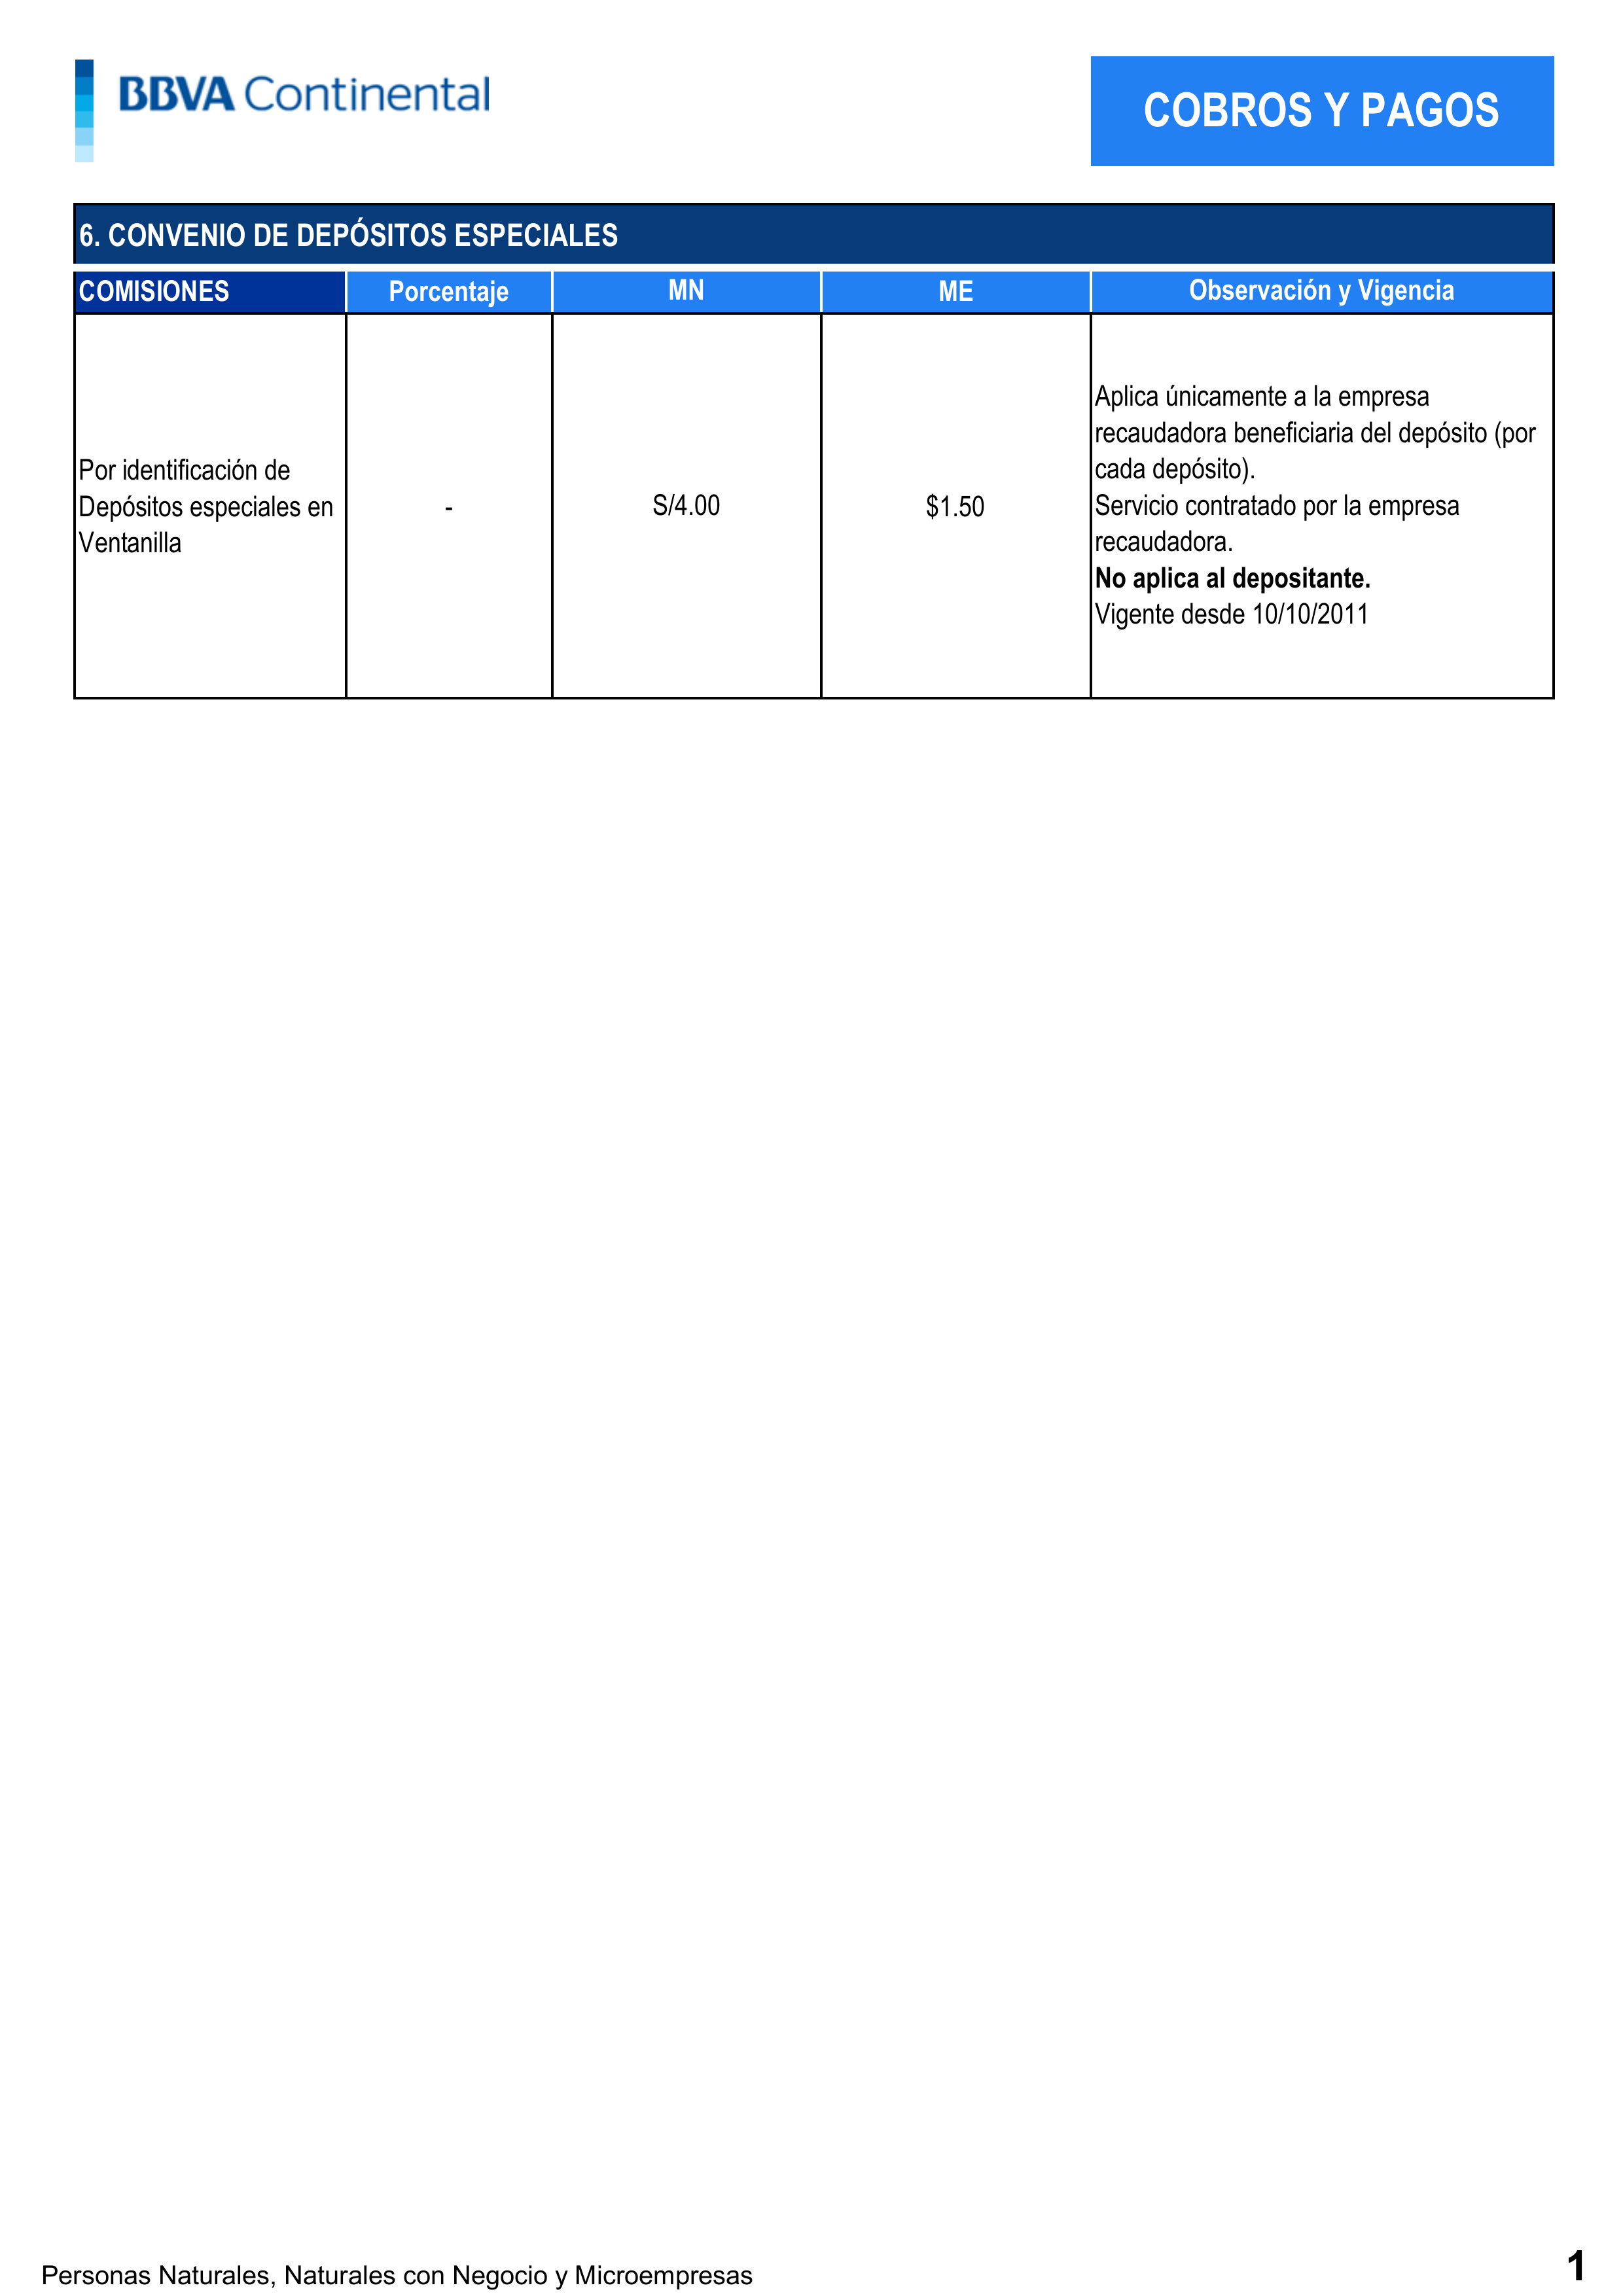 BBVA Continental
COBROS Y PAGOS
6. CONVENIO DE DEPÓSITOS ESPECIALES
COMISIONES Porcentaje MN ME Observación y Vigencia
Por identificación de
Depósitos especiales en
Ventanilla
-
S/4.00
$1.50
Aplica únicamente a la empresa
recaudadora beneficiaria del depósito (por
cada depósito).
Servicio contratado por la empresa
recaudadora.
No aplica al depositante.
Vigente desde 10/10/2011
Personas Naturales, Naturales con Negocio y Microempresas
1